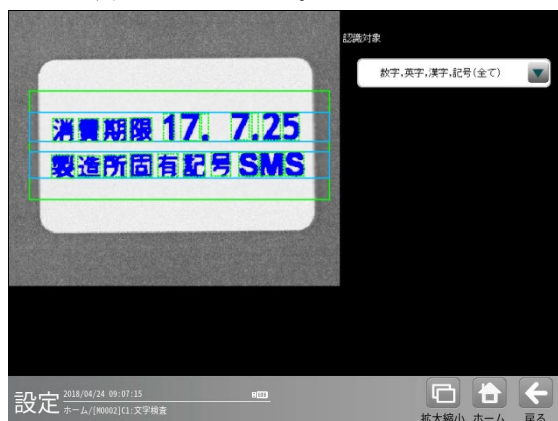 認識対象
数字,英字,漢字,記号(全て)
消費期限 17. 7.25
製造所固有記号 SMS
設定
2018/04/24 09:07:15
ホーム/[M0002]C1:文字検査
拡大縮小 ホーム 戻る